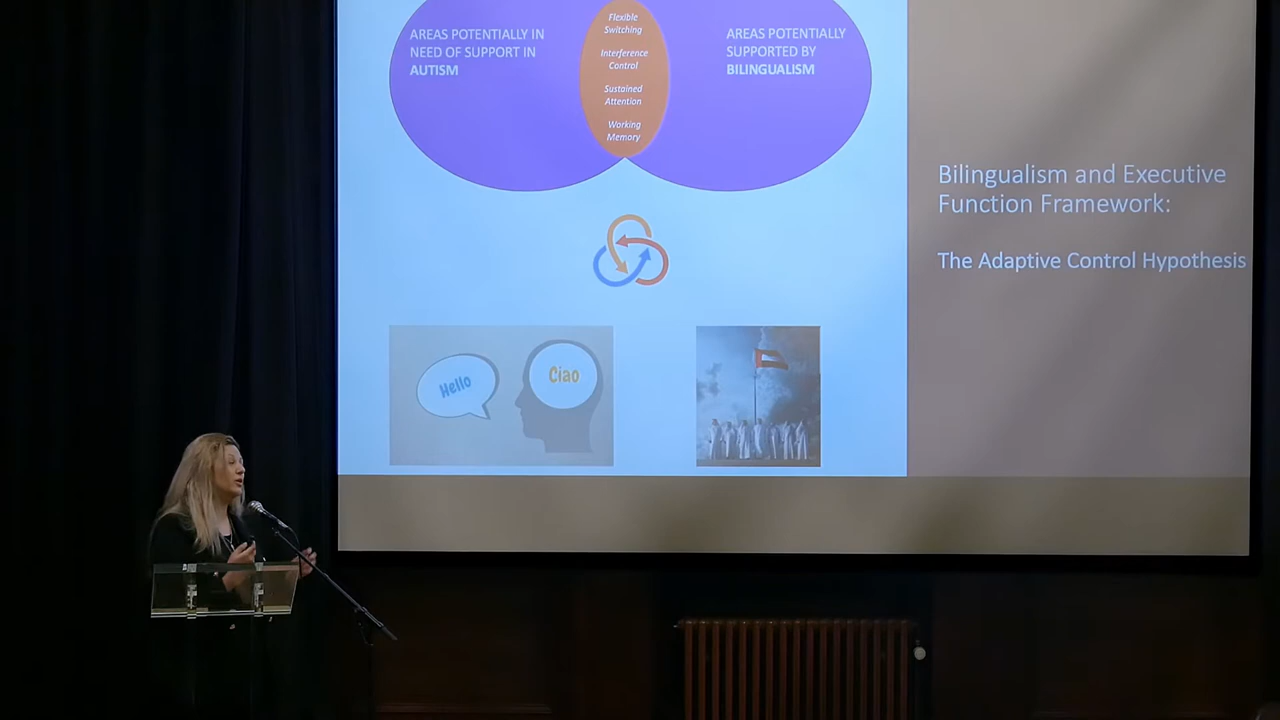 AREAS POTENTIALLY IN
NEED OF SUPPORT IN
AUTISM
Flexible
Switching
Interference
Control
Sustained
Attention
Working
Memory
AREAS POTENTIALLY
SUPPORTED BY
BILINGUALISM
Bilingualism and Executive
Function Framework:
The Adaptive Control Hypothesis
Hello
Ciao